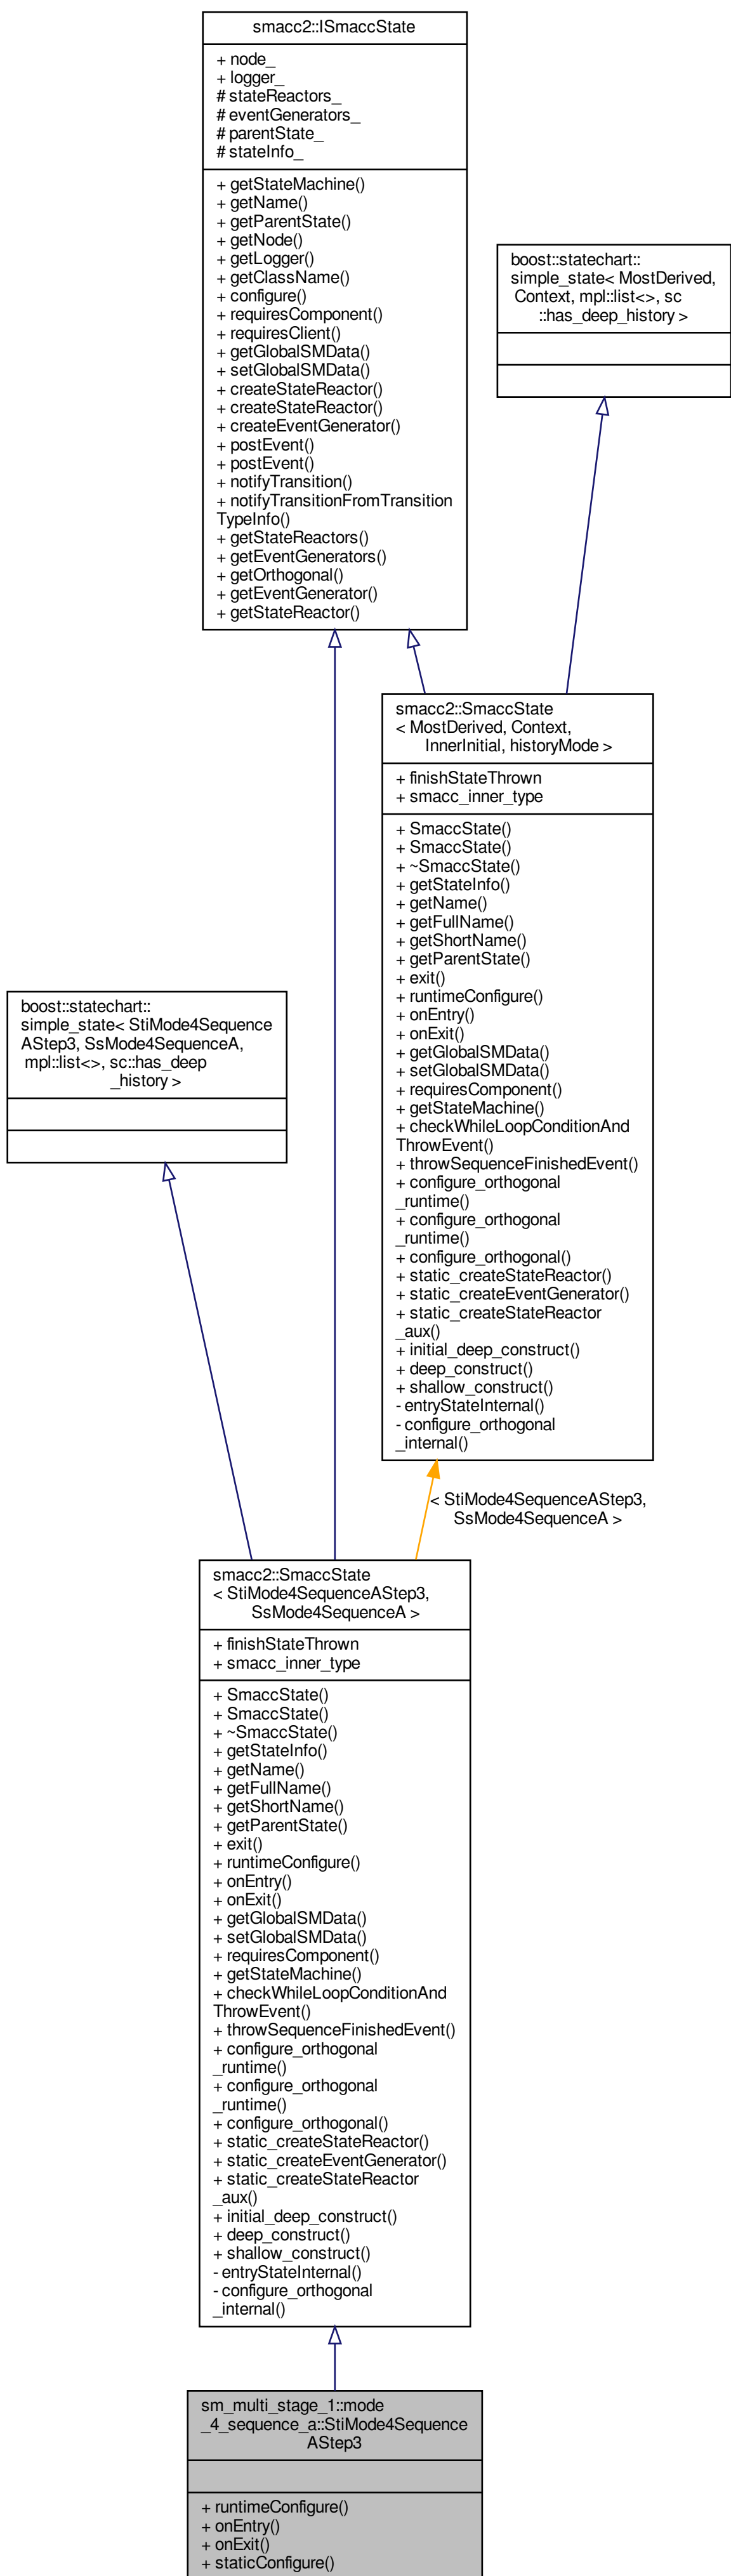 smacc2::ISmaccState
+ node_
+ logger_
# stateReactors_
# eventGenerators_
# parentState_
# stateInfo_
+ getStateMachine()
+ getName()
+ getParentState()
+ getNode()
+ getLogger()
+ getClassName()
+ configure()
+ requiresComponent()
+ requiresClient()
+ getGlobalSMData()
+ setGlobalSMData()
+ createStateReactor()
+ createStateReactor()
+ createEventGenerator()
+ postEvent()
+ postEvent()
+ notifyTransition()
+ notifyTransitionFromTransition
TypeInfo()
+ getStateReactors()
+ getEventGenerators()
+ getOrthogonal()
+ getEventGenerator()
+ getStateReactor()
boost::statechart::
simple_state< MostDerived,
Context, mpl::list<>, sc
::has_deep_history >
smacc2::SmaccState
< MostDerived, Context,
InnerInitial, historyMode >
+ finishStateThrown
+ smacc_inner_type
+ SmaccState()
+ SmaccState()
+ ~SmaccState()
+ getStateInfo()
+ getName()
+ getFullName()
+ getShortName()
+ getParentState()
+ exit()
+ runtimeConfigure()
+ onEntry()
+ onExit()
+ getGlobalSMData()
+ setGlobalSMData()
+ requiresComponent()
+ getStateMachine()
+ checkWhileLoopConditionAnd
ThrowEvent()
+ throwSequenceFinishedEvent()
+ configure_orthogonal
_runtime()
+ configure_orthogonal
_runtime()
+ configure_orthogonal()
+ static_createStateReactor()
+ static_createEventGenerator()
+ static_createStateReactor
_aux()
+ initial_deep_construct()
+ deep_construct()
+ shallow_construct()
- entryStateInternal()
- configure_orthogonal
_internal()
boost::statechart::
simple_state< StiMode4Sequence
AStep3, SsMode4SequenceA,
mpl::list<>, sc::has_deep
_history >
< StiMode4SequenceAStep3,
SsMode4SequenceA >
smacc2::SmaccState
< StiMode4SequenceAStep3,
SsMode4SequenceA >
+ finishStateThrown
+ smacc_inner_type
+ SmaccState()
+ SmaccState()
+ ~SmaccState()
+ getStateInfo()
+ getName()
+ getFullName()
+ getShortName()
+ getParentState()
+ exit()
+ runtimeConfigure()
+ onEntry()
+ onExit()
+ getGlobalSMData()
+ setGlobalSMData()
+ requiresComponent()
+ getStateMachine()
+ checkWhileLoopConditionAnd
ThrowEvent()
+ throwSequenceFinishedEvent()
+ configure_orthogonal
_runtime()
+ configure_orthogonal
_runtime()
+ configure_orthogonal()
+ static_createStateReactor()
+ static_createEventGenerator()
+ static_createStateReactor
_aux()
+ initial_deep_construct()
+ deep_construct()
+ shallow_construct()
- entryStateInternal()
- configure_orthogonal
_internal()
sm_multi_stage_1::mode
_4_sequence_a::StiMode4Sequence
AStep3
+ runtimeConfigure()
+ onEntry()
+ onExit()
+ staticConfigure()